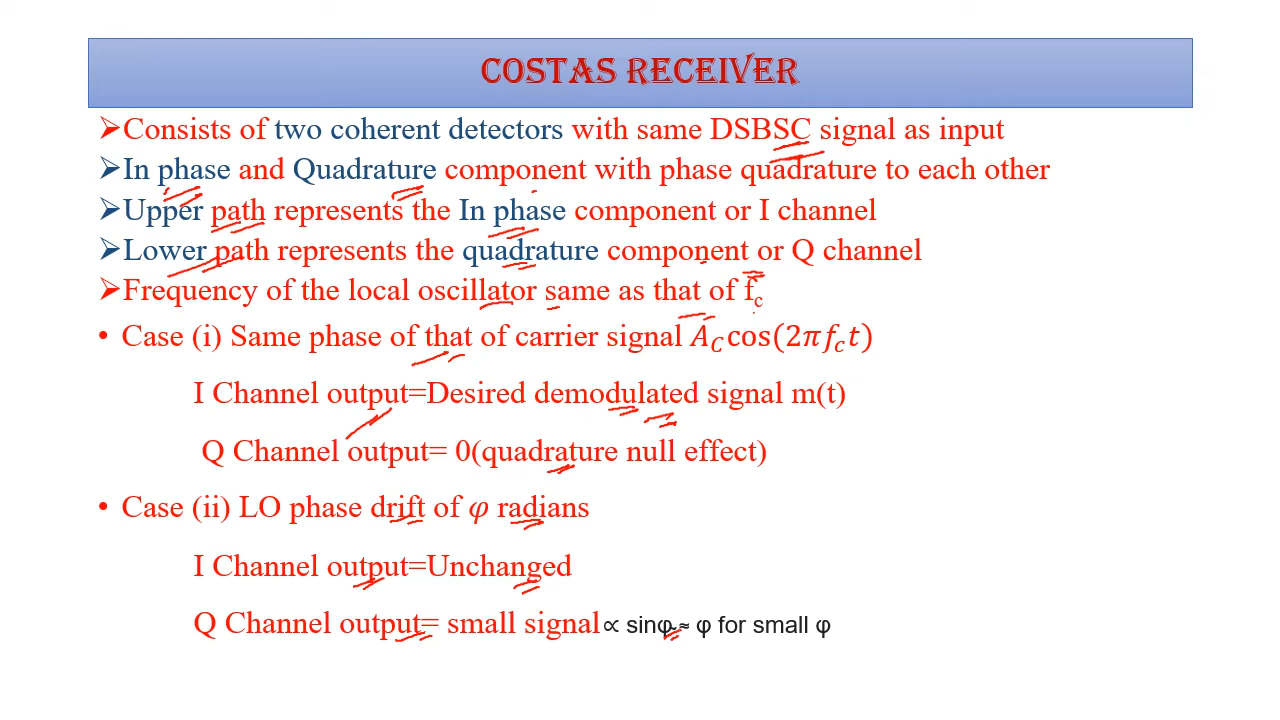 COSTAS RECEIVER
➢Consists of two coherent detectors with same DSBSC signal as input
➢In phase and Quadrature component with phase quadrature to each other
➢Upper path represents the In phase component or I channel
➢Lower path represents the quadrature component or Q channel
➢Frequency of the local oscillator same as that of f_c
• Case (i) Same phase of that of carrier signal A_C cos(2πf_c t)
I Channel output=Desired demodulated signal m(t)
Q Channel output= 0(quadrature null effect)
• Case (ii) LO phase drift of φ radians
I Channel output=Unchanged
Q Channel output= small signal∝ sinφ ≈ φ for small φ